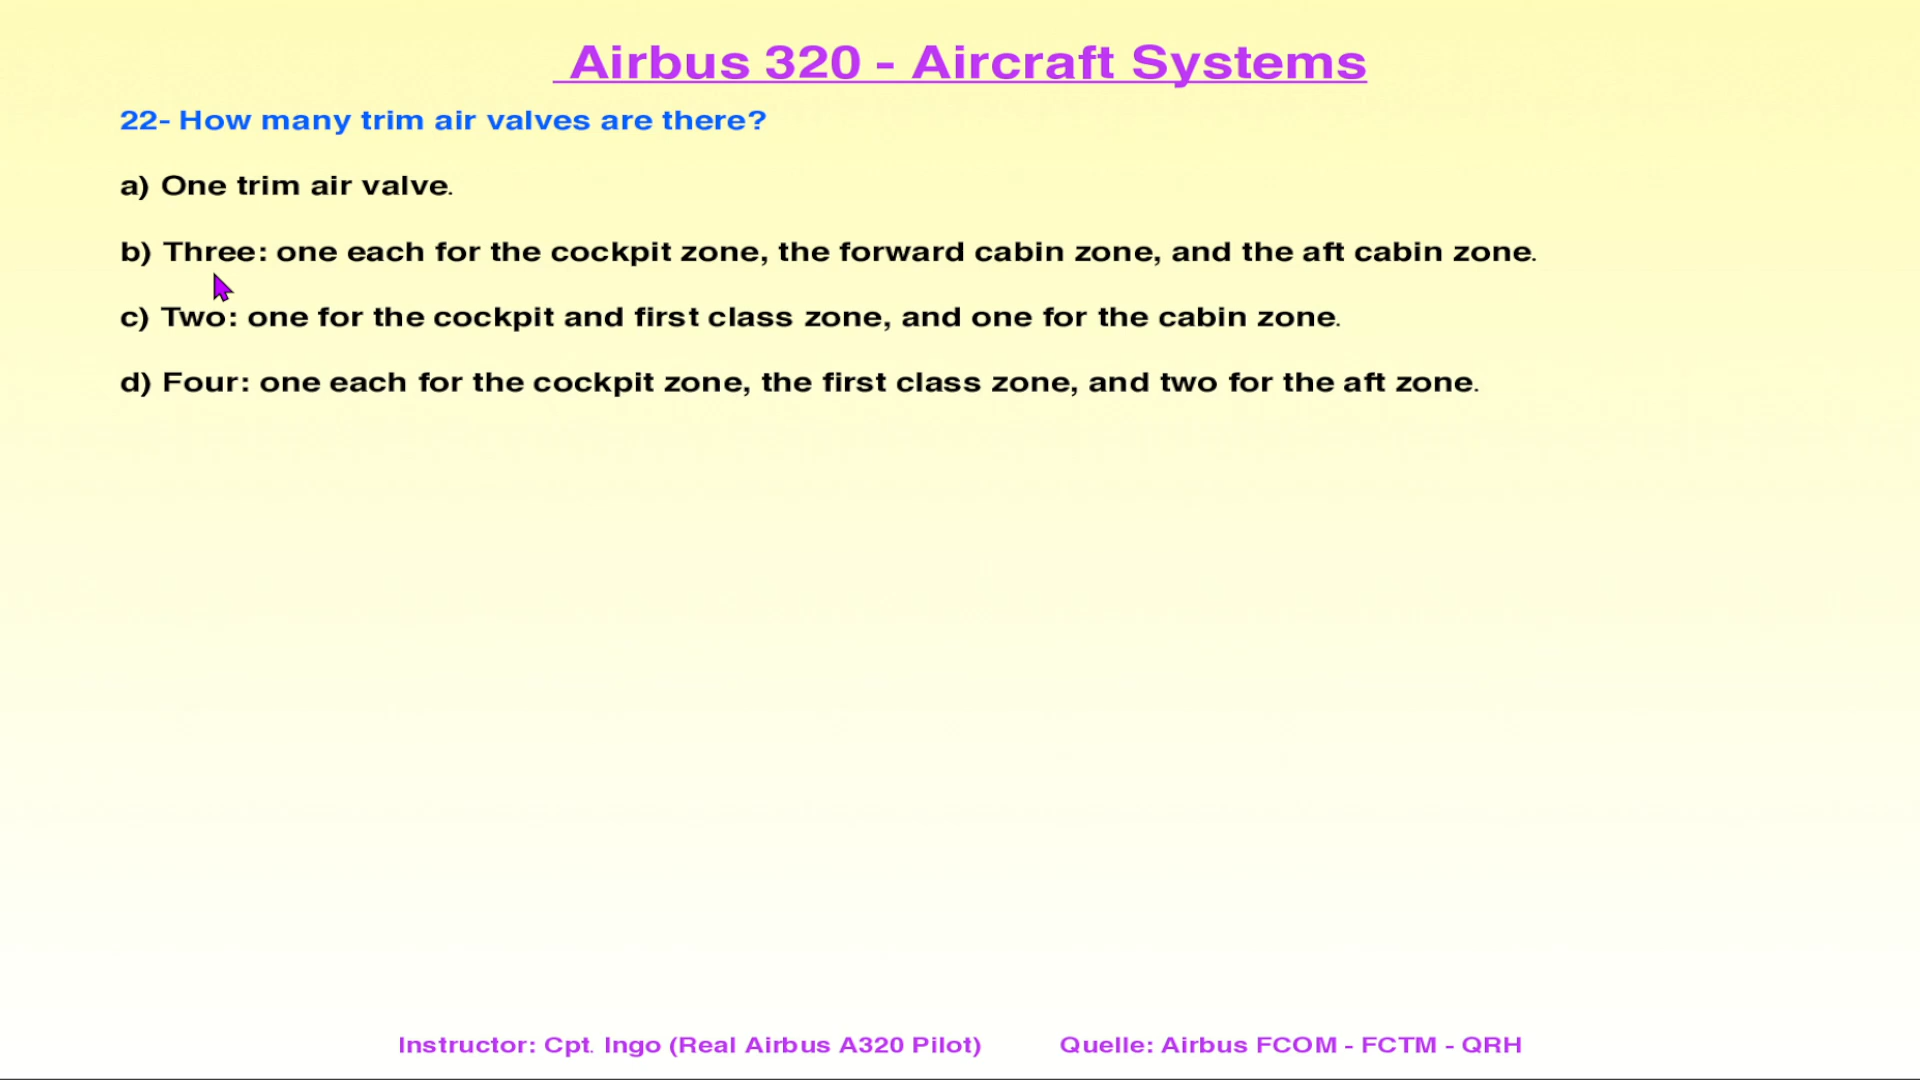 Airbus 320 - Aircraft Systems
22- How many trim air valves are there?
a) One trim air valve.
b) Three: one each for the cockpit zone, the forward cabin zone, and the aft cabin zone.
c) Two: one for the cockpit and first class zone, and one for the cabin zone.
d) Four: one each for the cockpit zone, the first class zone, and two for the aft zone.
Instructor: Cpt. Ingo (Real Airbus A320 Pilot) Quelle: Airbus FCOM - FCTM - QRH